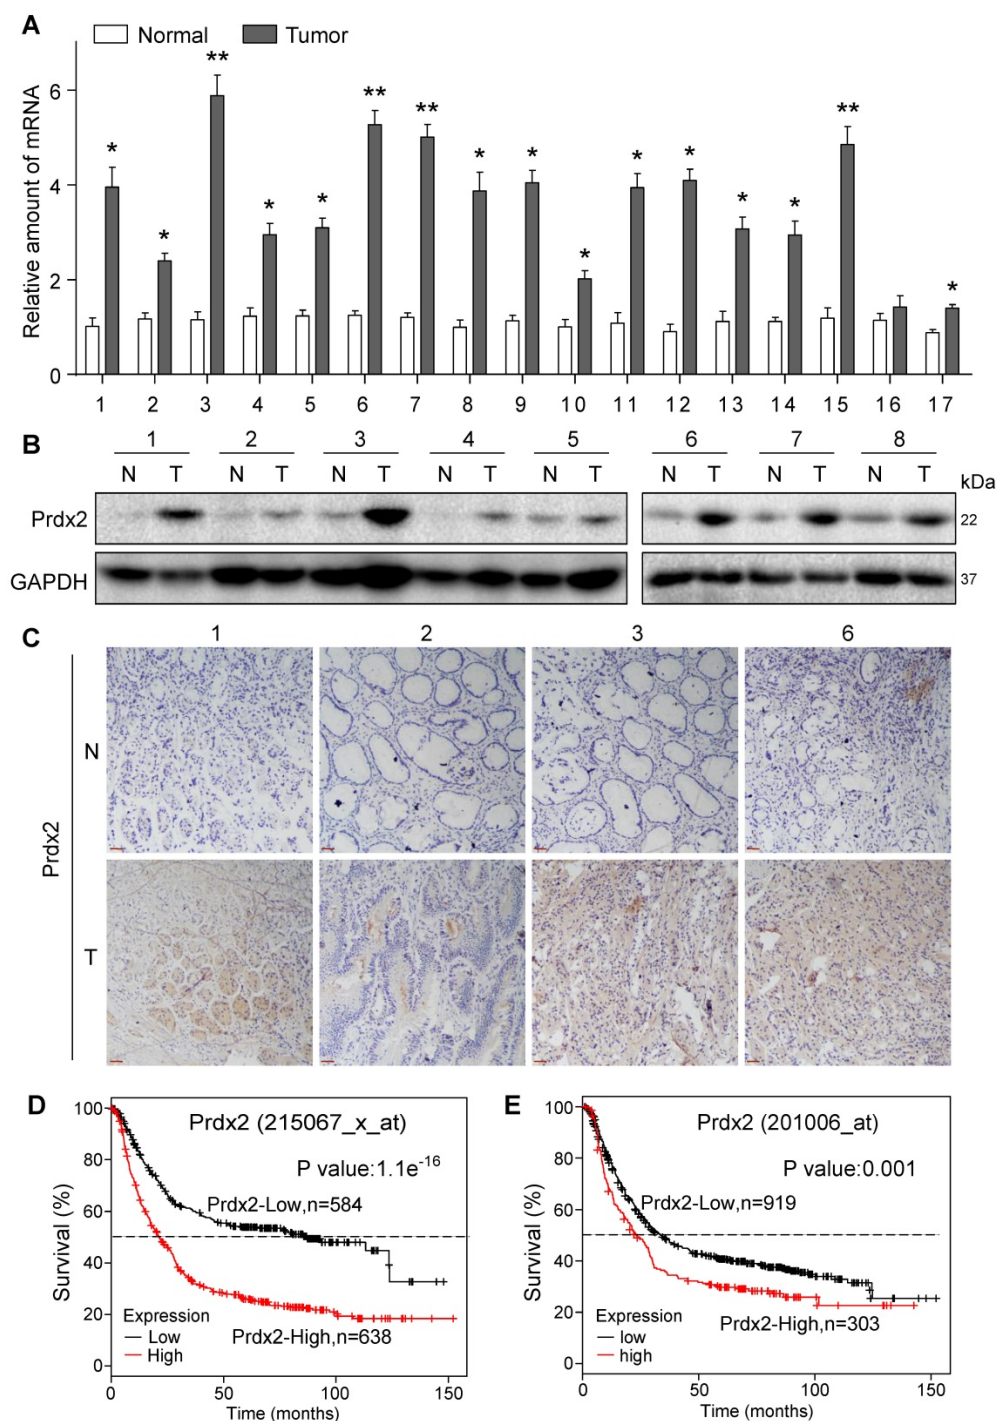 A
Normal Tumor
Relative amount of mRNA
6
4
2
0
* * ** * * ** ** * * * * * * * ** *
1 2 3 4 5 6 7 8 9 10 11 12 13 14 15 16 17
B
1 2 3 4 5 6 7 8
N T N T N T N T N T N T N T N T
kDa
Prdx2 22
GAPDH 37
C
1 2 3 6
Prdx2
N
T
D
Prdx2 (215067_x_at)
P value:1.1e-16
Prdx2-Low,n=584
Prdx2-High,n=638
Survival (%)
100
80
60
40
20
0
Expression
Low
High
0 50 100 150
Time (months)
E
Prdx2 (201006_at)
P value:0.001
Prdx2-Low,n=919
Prdx2-High,n=303
Survival (%)
100
80
60
40
20
0
Expression
low
high
0 50 100 150
Time (months)